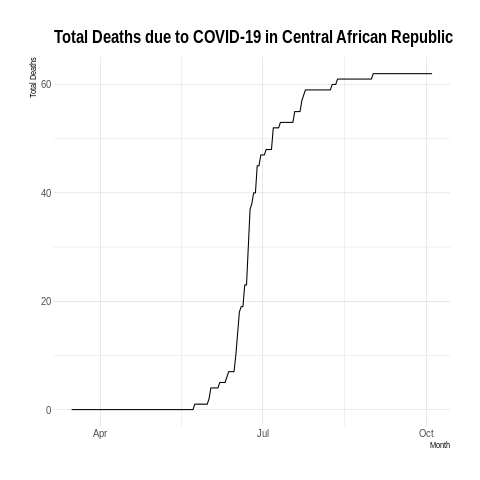 Total Deaths due to COVID-19 in Central African Republic
Total Deaths
60
40
20
0
Apr
Jul
Oct
Month